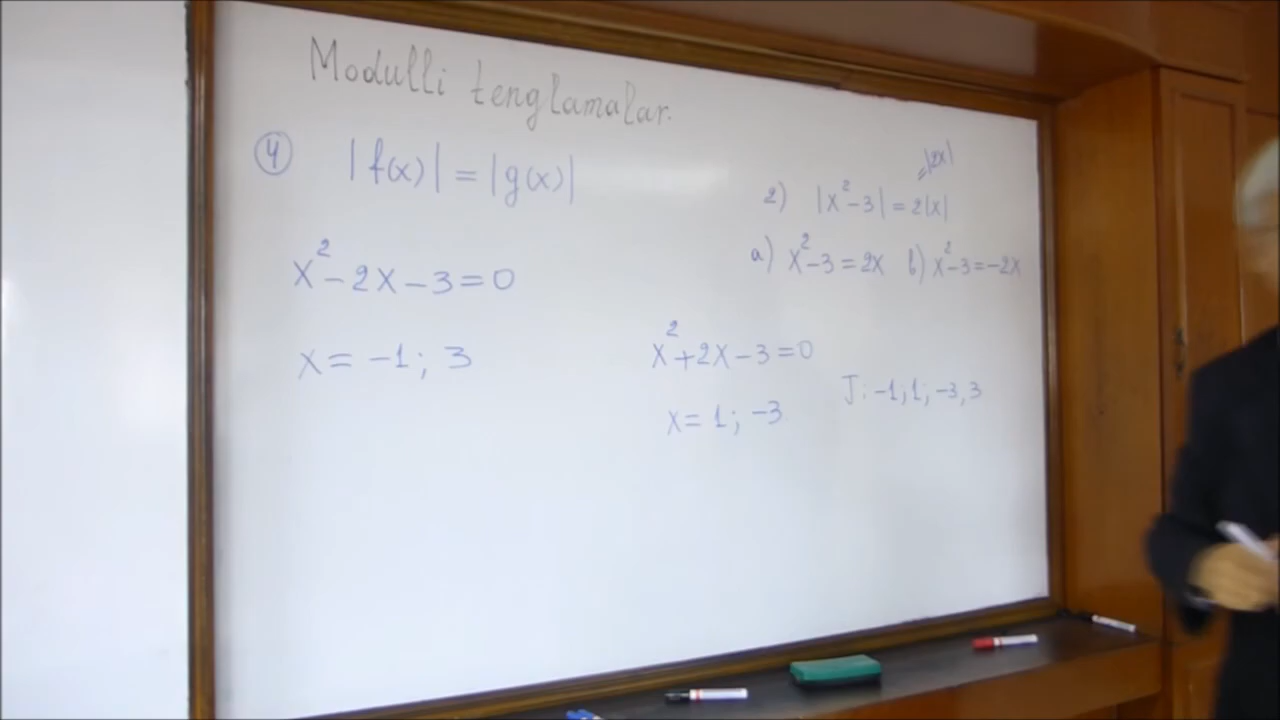 Modulli tenglamalar.
④ |f(x)| = |g(x)|
x² - 2x - 3 = 0
x = -1; 3
= |2x|
2) |x² - 3| = 2|x|
a) x² - 3 = 2x b) x² - 3 = -2x
x² + 2x - 3 = 0
x = 1; -3
J: -1; 1; -3, 3